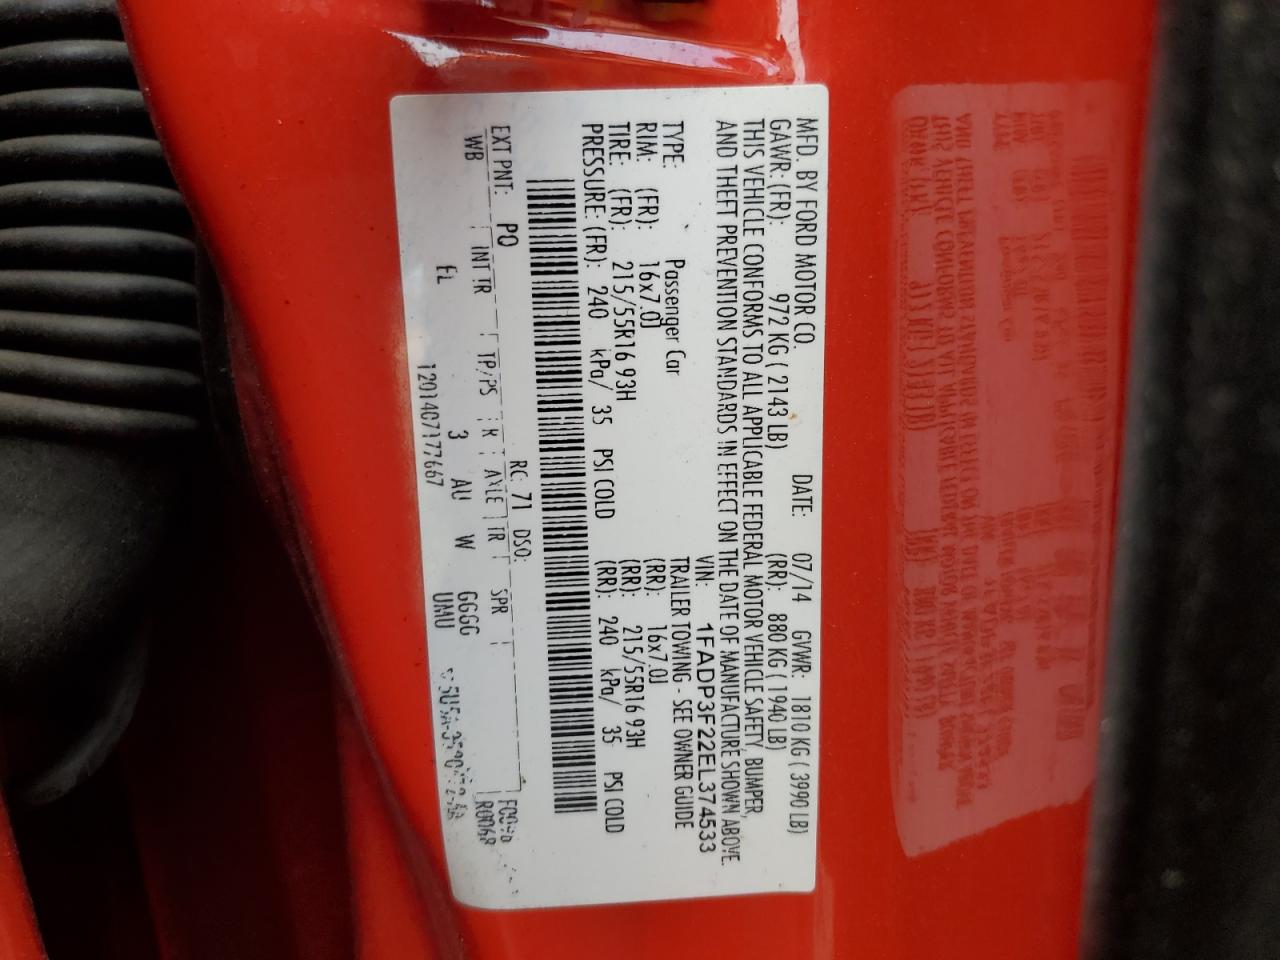 MFD. BY FORD MOTOR CO. DATE: 07/14 GVWR: 1810 KG ( 3990 LB)
GAWR: (FR): 972 KG ( 2143 LB) (RR): 880 KG ( 1940 LB)
THIS VEHICLE CONFORMS TO ALL APPLICABLE FEDERAL MOTOR VEHICLE SAFETY, BUMPER,
AND THEFT PREVENTION STANDARDS IN EFFECT ON THE DATE OF MANUFACTURE SHOWN ABOVE.
VIN: 1FADP3F22EL374533
TYPE: Passenger Car TRAILER TOWING - SEE OWNER GUIDE
RIM: (FR): 16x7.0J (RR): 16x7.0J
TIRE: (FR): 215/55R16 93H (RR): 215/55R16 93H
PRESSURE: (FR): 240 kPa/ 35 PSI COLD (RR): 240 kPa/ 35 PSI COLD
EXT PNT: PQ RC: 71 DSO:
WB INT TR TP/PS R AXLE TR SPR
EL 3 AU W GGGG
UMU
1201407177667